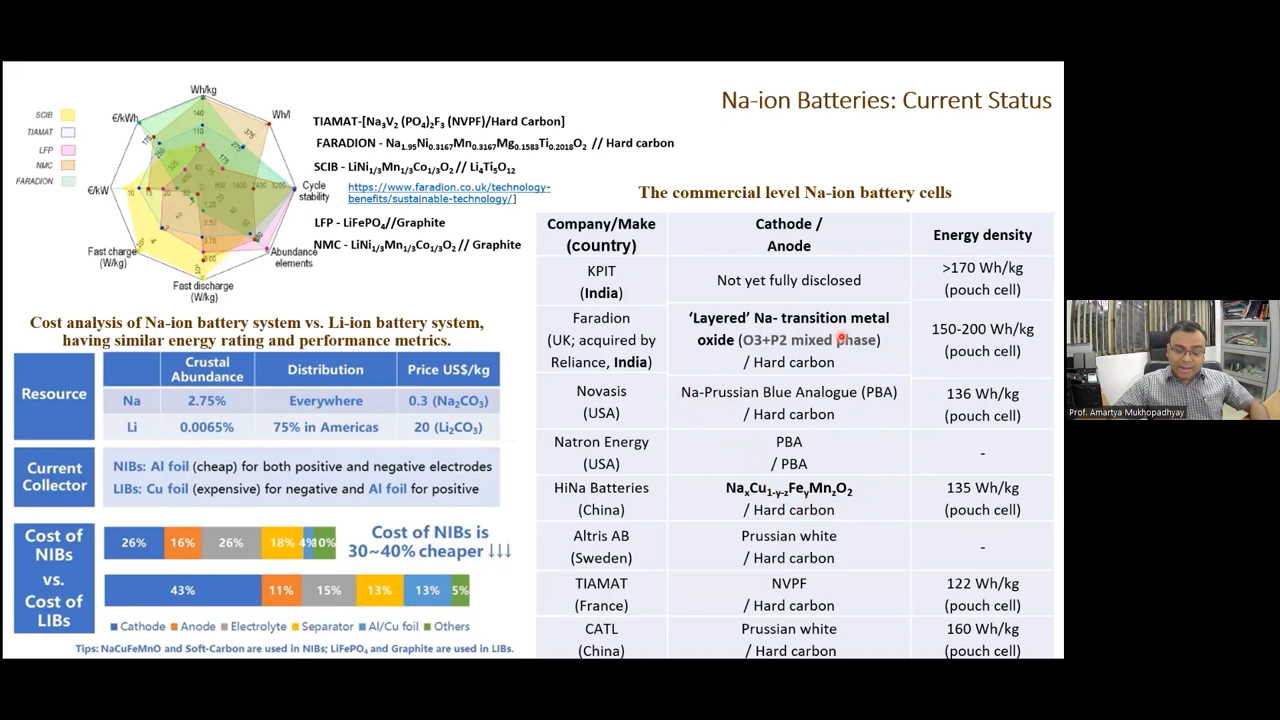 Na-ion Batteries: Current Status
Wh/kg
Wh/l
Cycle
stability
Abundance
elements
Fast discharge
(W/kg)
Fast charge
(W/kg)
€/kW
€/kWh
SCIB
TIAMAT
LFP
NMC
FARADION
TIAMAT-[Na3V2 (PO4)2F3 (NVPF)/Hard Carbon]
FARADION - Na1.95Ni0.3167Mn0.3167Mg0.1583Ti0.2018O2 // Hard carbon
SCIB - LiNi1/3Mn1/3Co1/3O2 // Li4Ti5O12
https://www.faradion.co.uk/technology-
benefits/sustainable-technology/]
LFP - LiFePO4//Graphite
NMC - LiNi1/3Mn1/3Co1/3O2 // Graphite
Cost analysis of Na-ion battery system vs. Li-ion battery system,
having similar energy rating and performance metrics.
Resource
Crustal Abundance Distribution Price US$/kg
Na 2.75% Everywhere 0.3 (Na2CO3)
Li 0.0065% 75% in Americas 20 (Li2CO3)
Current
Collector
NIBs: Al foil (cheap) for both positive and negative electrodes
LIBs: Cu foil (expensive) for negative and Al foil for positive
Cost of
NIBs
vs.
Cost of
LIBs
26% 16% 26% 18% 4% 10%
Cost of NIBs is
30~40% cheaper ↓↓↓
43% 11% 15% 13% 13% 5%
Cathode Anode Electrolyte Separator Al/Cu foil Others
Tips: NaCuFeMnO and Soft-Carbon are used in NIBs; LiFePO4 and Graphite are used in LIBs.
The commercial level Na-ion battery cells
Company/Make
(country)
Cathode /
Anode
Energy density
KPIT
(India)
Not yet fully disclosed
>170 Wh/kg
(pouch cell)
Faradion
(UK; acquired by
Reliance, India)
‘Layered’ Na- transition metal
oxide (O3+P2 mixed phase)
/ Hard carbon
150-200 Wh/kg
(pouch cell)
Novasis
(USA)
Na-Prussian Blue Analogue (PBA)
/ Hard carbon
136 Wh/kg
(pouch cell)
Natron Energy
(USA)
PBA
/ PBA
-
HiNa Batteries
(China)
NaxCu1-y-zFeyMnzO2
/ Hard carbon
135 Wh/kg
(pouch cell)
Altris AB
(Sweden)
Prussian white
/ Hard carbon
-
TIAMAT
(France)
NVPF
/ Hard carbon
122 Wh/kg
(pouch cell)
CATL
(China)
Prussian white
/ Hard carbon
160 Wh/kg
(pouch cell)
Prof. Amartya Mukhopadhyay